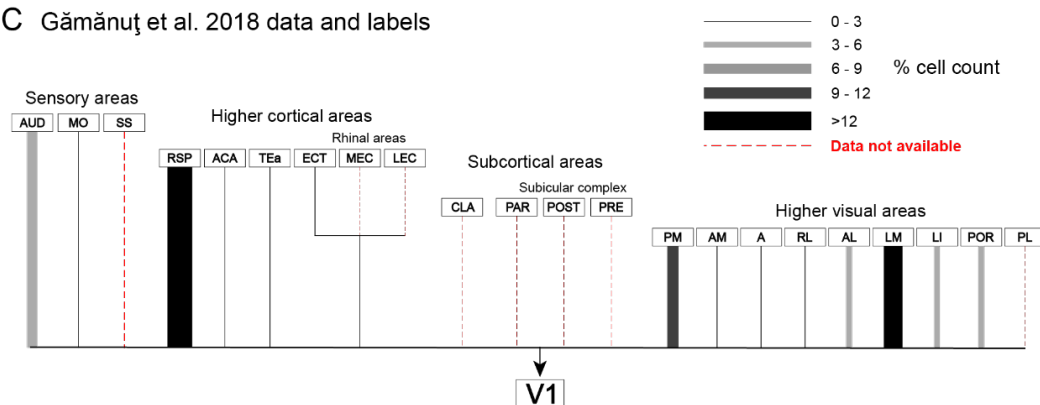 C Gămănuţ et al. 2018 data and labels
0 - 3
3 - 6
6 - 9 % cell count
9 - 12
>12
Data not available
Sensory areas
AUD MO SS
Higher cortical areas
Rhinal areas
RSP ACA TEa ECT MEC LEC
Subcortical areas
Subicular complex
CLA PAR POST PRE
Higher visual areas
PM AM A RL AL LM LI POR PL
V1